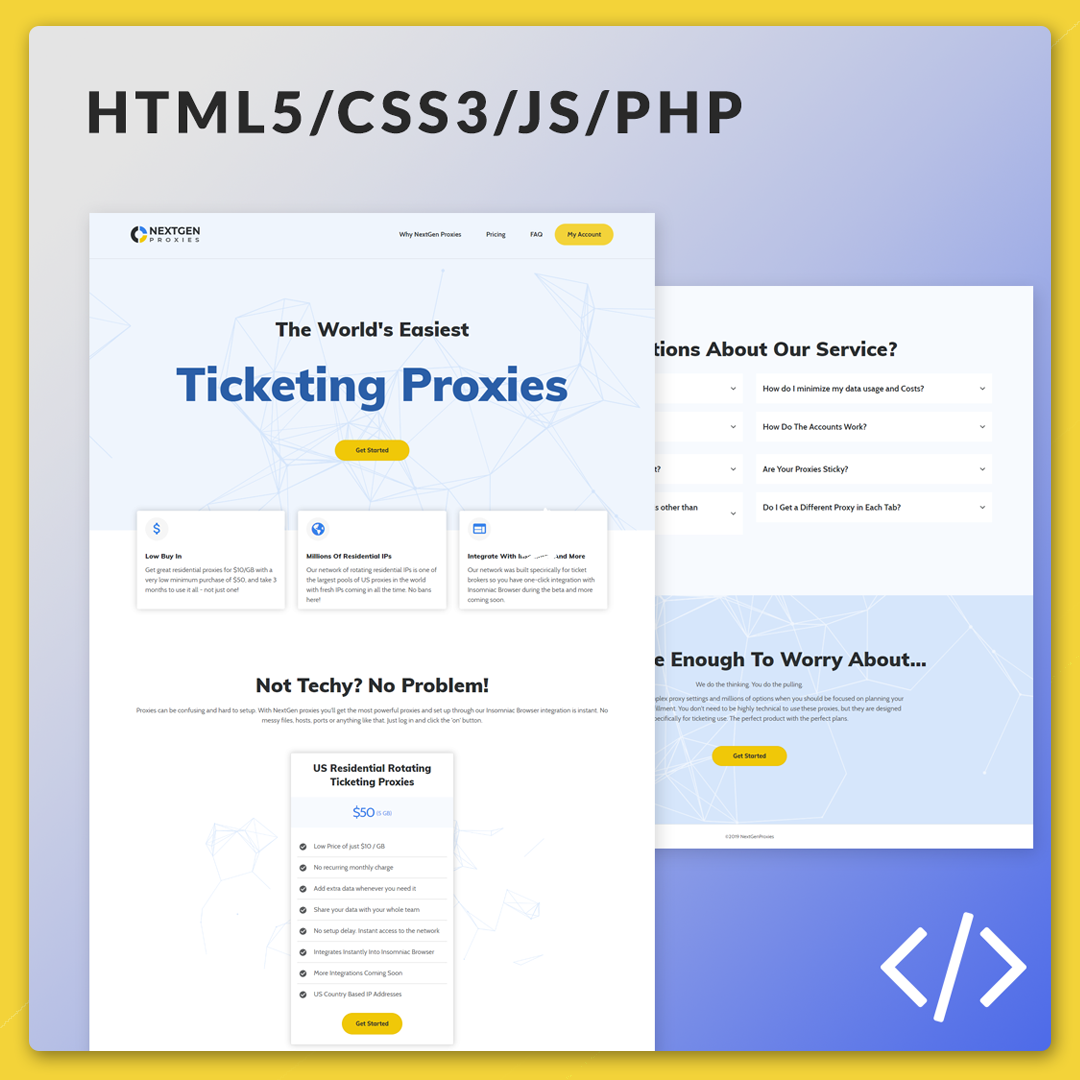 HTML5/CSS3/JS/PHP
NEXTGEN
PROXIES
Why NextGen Proxies
Pricing
FAQ
My Account
The World's Easiest
Ticketing Proxies
Get Started
Low Buy In
Get great residential proxies for $10/GB with a
very low minimum purchase of $50, and take 3
months to use it all - not just one!
Millions Of Residential IPs
Our network of rotating residential IPs is one of
the largest pools of US proxies in the world
with fresh IPs coming in all the time. No bans
here!
Integrate With And More
Our network was built specifically for ticket
brokers so you have one-click integration with
Insomniac Browser during the beta and more
coming soon.
Not Techy? No Problem!
Proxies can be confusing and hard to setup. With NextGen proxies you'll get the most powerful proxies and set up through our Insomniac Browser integration is instant. No
messy files, hosts, ports or anything like that. Just log in and click the 'on' button.
US Residential Rotating
Ticketing Proxies
$50 (5 GB)
Low Price of just $10 / GB
No recurring monthly charge
Add extra data whenever you need it
Share your data with your whole team
No setup delay. Instant access to the network
Integrates Instantly Into Insomniac Browser
More Integrations Coming Soon
US Country Based IP Addresses
Get Started
tions About Our Service?
How do I minimize my data usage and Costs?
How Do The Accounts Work?
t?
Are Your Proxies Sticky?
s other than
Do I Get a Different Proxy in Each Tab?
e Enough To Worry About...
We do the thinking. You do the pulling.
plex proxy settings and millions of options when you should be focused on planning your
llment. You don't need to be highly technical to use these proxies, but they are designed
pecifically for ticketing use. The perfect product with the perfect plans.
Get Started
©2019 NextGenProxies